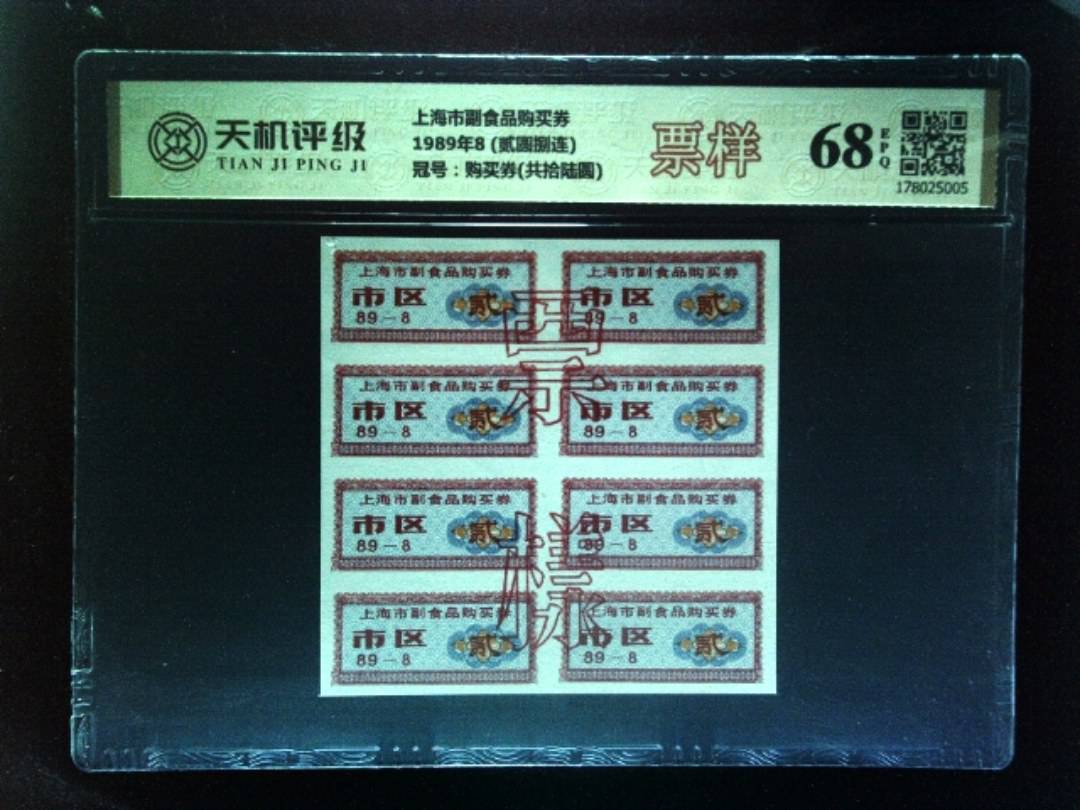 天机评级
TIAN JI PING JI
上海市副食品购买券
1989年8 (贰圆捌连)
冠号：购买券(共拾陆圆)
票样
68
EPQ
178025005
上海市副食品购买券
市区
89-8
贰
上海市副食品购买券
市区
89-8
贰
上海市副食品购买券
市区
89-8
贰
上海市副食品购买券
市区
89-8
贰
上海市副食品购买券
市区
89-8
贰
上海市副食品购买券
市区
89-8
贰
上海市副食品购买券
市区
89-8
贰
上海市副食品购买券
市区
89-8
贰
票样